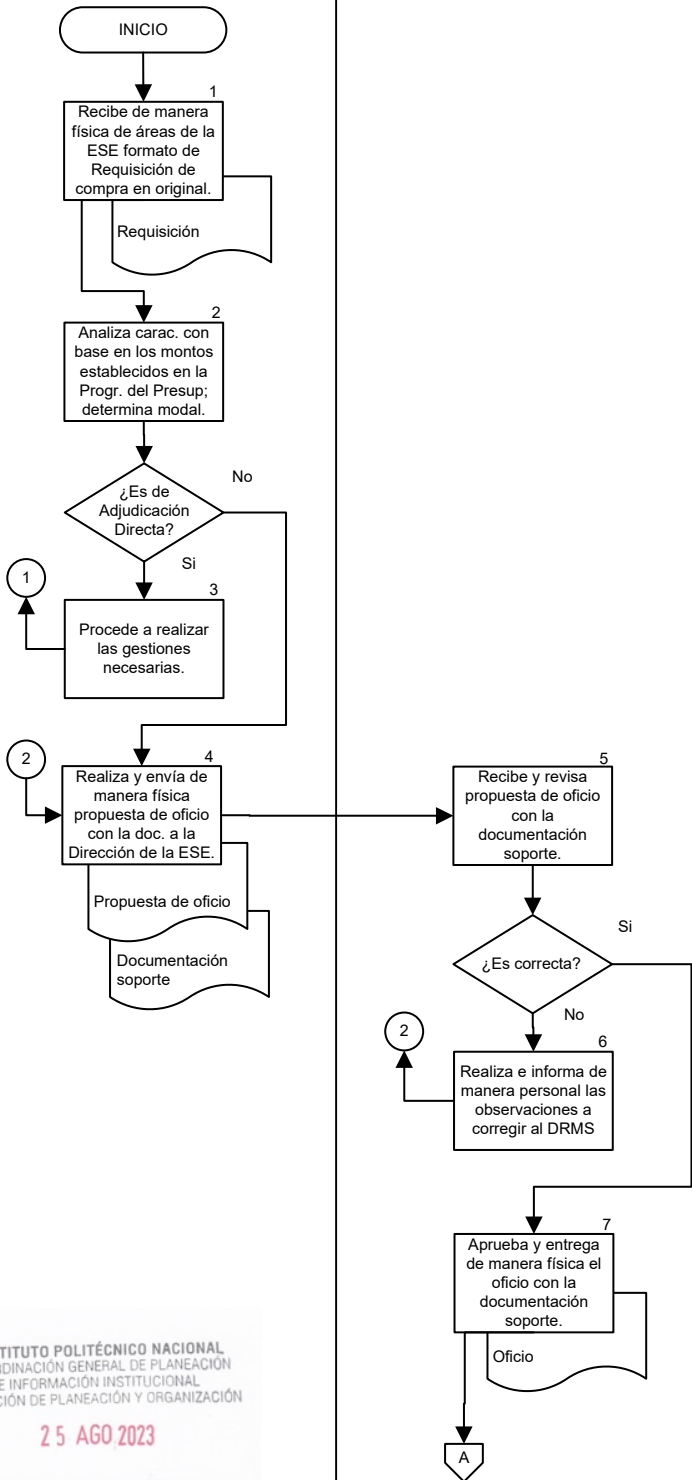 INICIO
1
Recibe de manera
física de áreas de la
ESE formato de
Requisición de
compra en original.
Requisición
2
Analiza carac. con
base en los montos
establecidos en la
Progr. del Presup;
determina modal.
¿Es de
Adjudicación
Directa?
No
Si
1
3
Procede a realizar
las gestiones
necesarias.
2
4
Realiza y envía de
manera física
propuesta de oficio
con la doc. a la
Dirección de la ESE.
Propuesta de oficio
Documentación
soporte
5
Recibe y revisa
propuesta de oficio
con la
documentación
soporte.
¿Es correcta?
Si
No
2
6
Realiza e informa de
manera personal las
observaciones a
corregir al DRMS
7
Aprueba y entrega
de manera física el
oficio con la
documentación
soporte.
Oficio
A
TITUTO POLITÉCNICO NACIONAL
RDINACIÓN GENERAL DE PLANEACIÓN
E INFORMACIÓN INSTITUCIONAL
CIÓN DE PLANEACIÓN Y ORGANIZACIÓN
25 AGO 2023